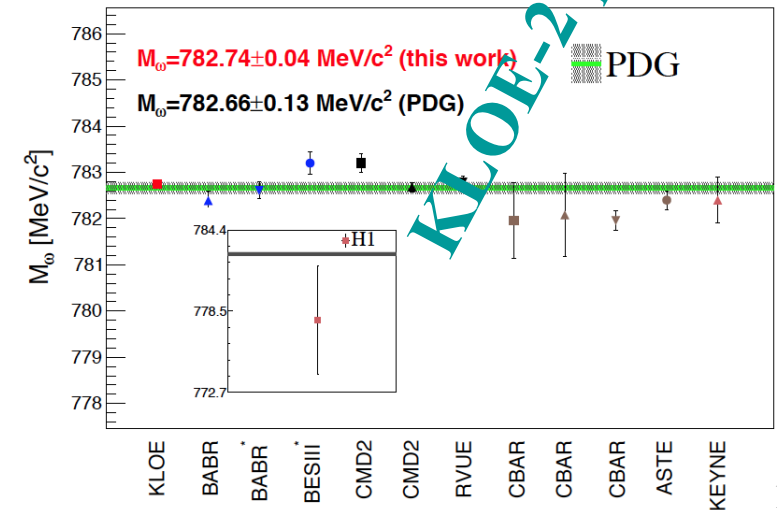 786
785
784
783
782
781
780
779
778
Mω [MeV/c²]
Mω=782.74±0.04 MeV/c² (this work)
Mω=782.66±0.13 MeV/c² (PDG)
PDG
KLOE-2
784.4
778.5
772.7
H1
KLOE
BABR
BABR *
BESIII *
CMD2
CMD2
RVUE
CBAR
CBAR
CBAR
ASTE
KEYNE